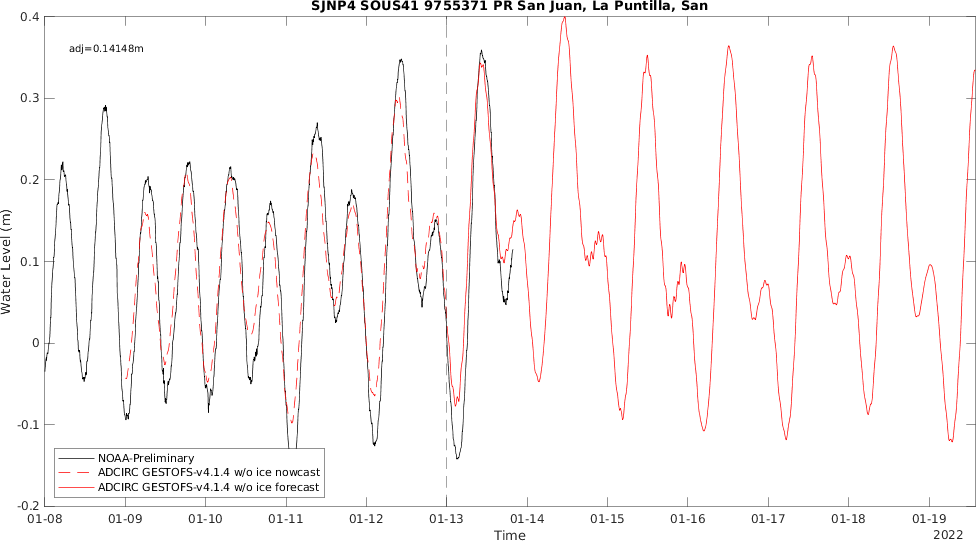 SJNP4 SOUS41 9755371 PR San Juan, La Puntilla, San
adj=0.14148m
Water Level (m)
0.4
0.3
0.2
0.1
0
-0.1
-0.2
NOAA-Preliminary
ADCIRC GESTOFS-v4.1.4 w/o ice nowcast
ADCIRC GESTOFS-v4.1.4 w/o ice forecast
01-08 01-09 01-10 01-11 01-12 01-13 01-14 01-15 01-16 01-17 01-18 01-19
Time
2022